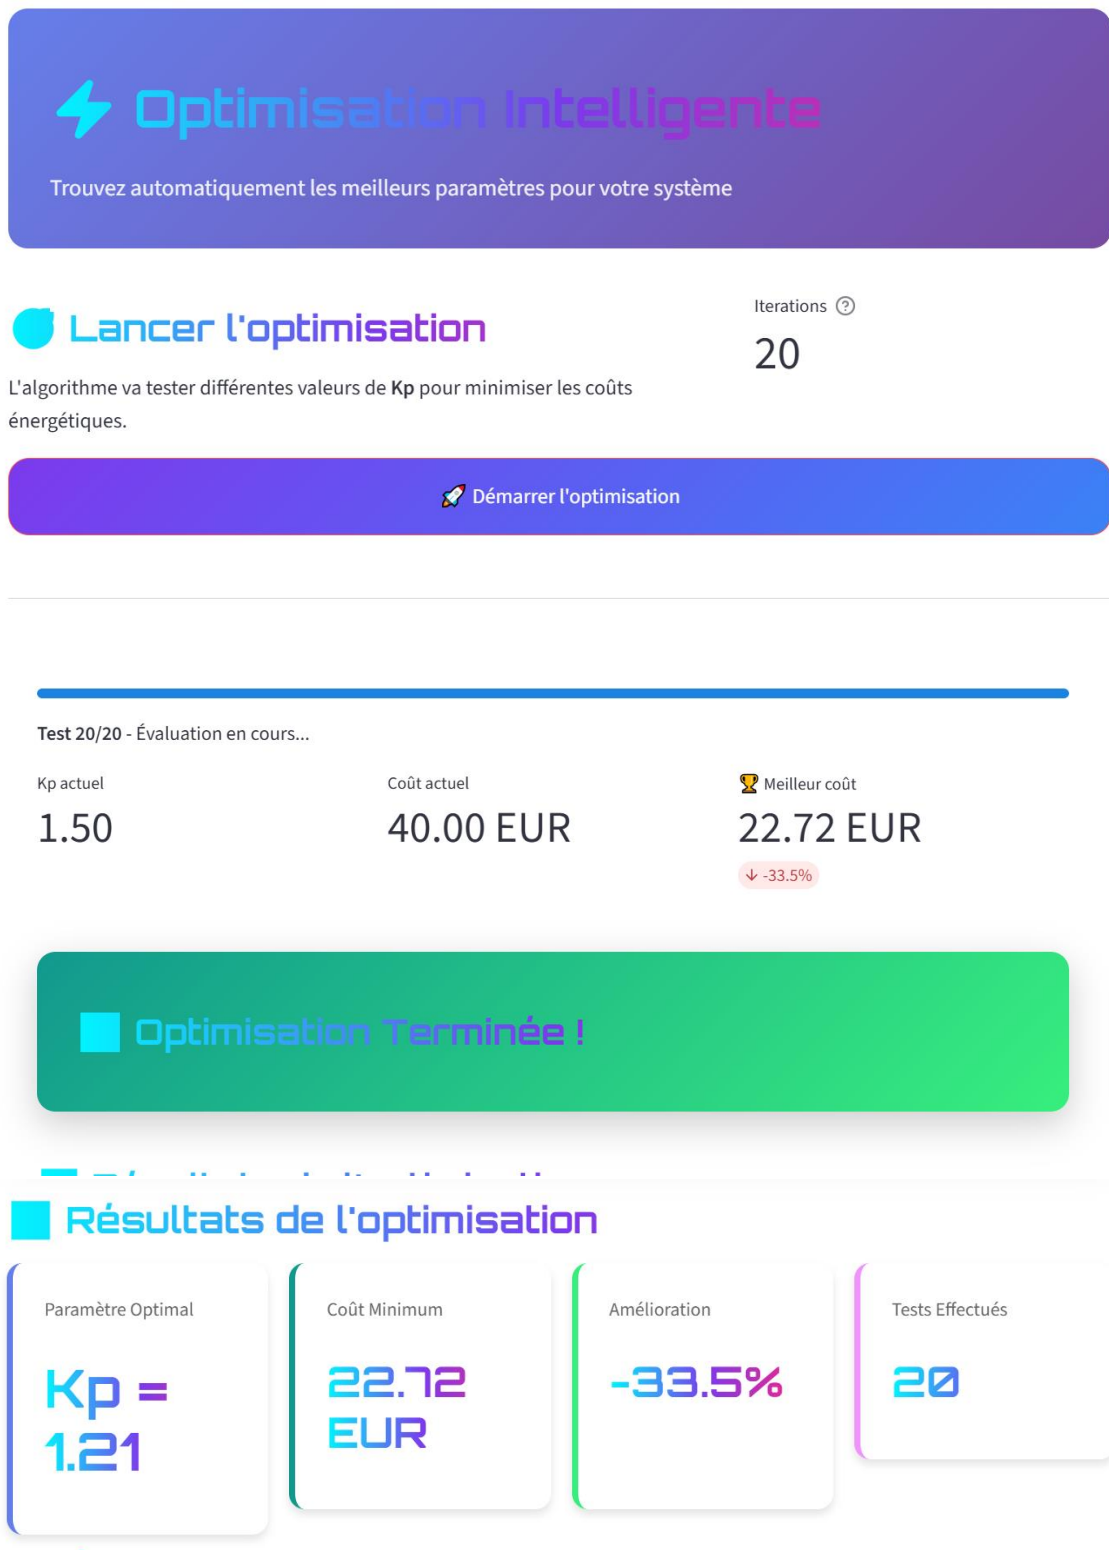 Optimisation Intelligente
Trouvez automatiquement les meilleurs paramètres pour votre système
Lancer l'optimisation
Iterations
20
L'algorithme va tester différentes valeurs de Kp pour minimiser les coûts
énergétiques.
Démarrer l'optimisation
Test 20/20 - Évaluation en cours...
Kp actuel
1.50
Coût actuel
40.00 EUR
Meilleur coût
22.72 EUR
-33.5%
Optimisation Terminée !
Résultats de l'optimisation
Paramètre Optimal
Kp =
1.21
Coût Minimum
22.72
EUR
Amélioration
-33.5%
Tests Effectués
20